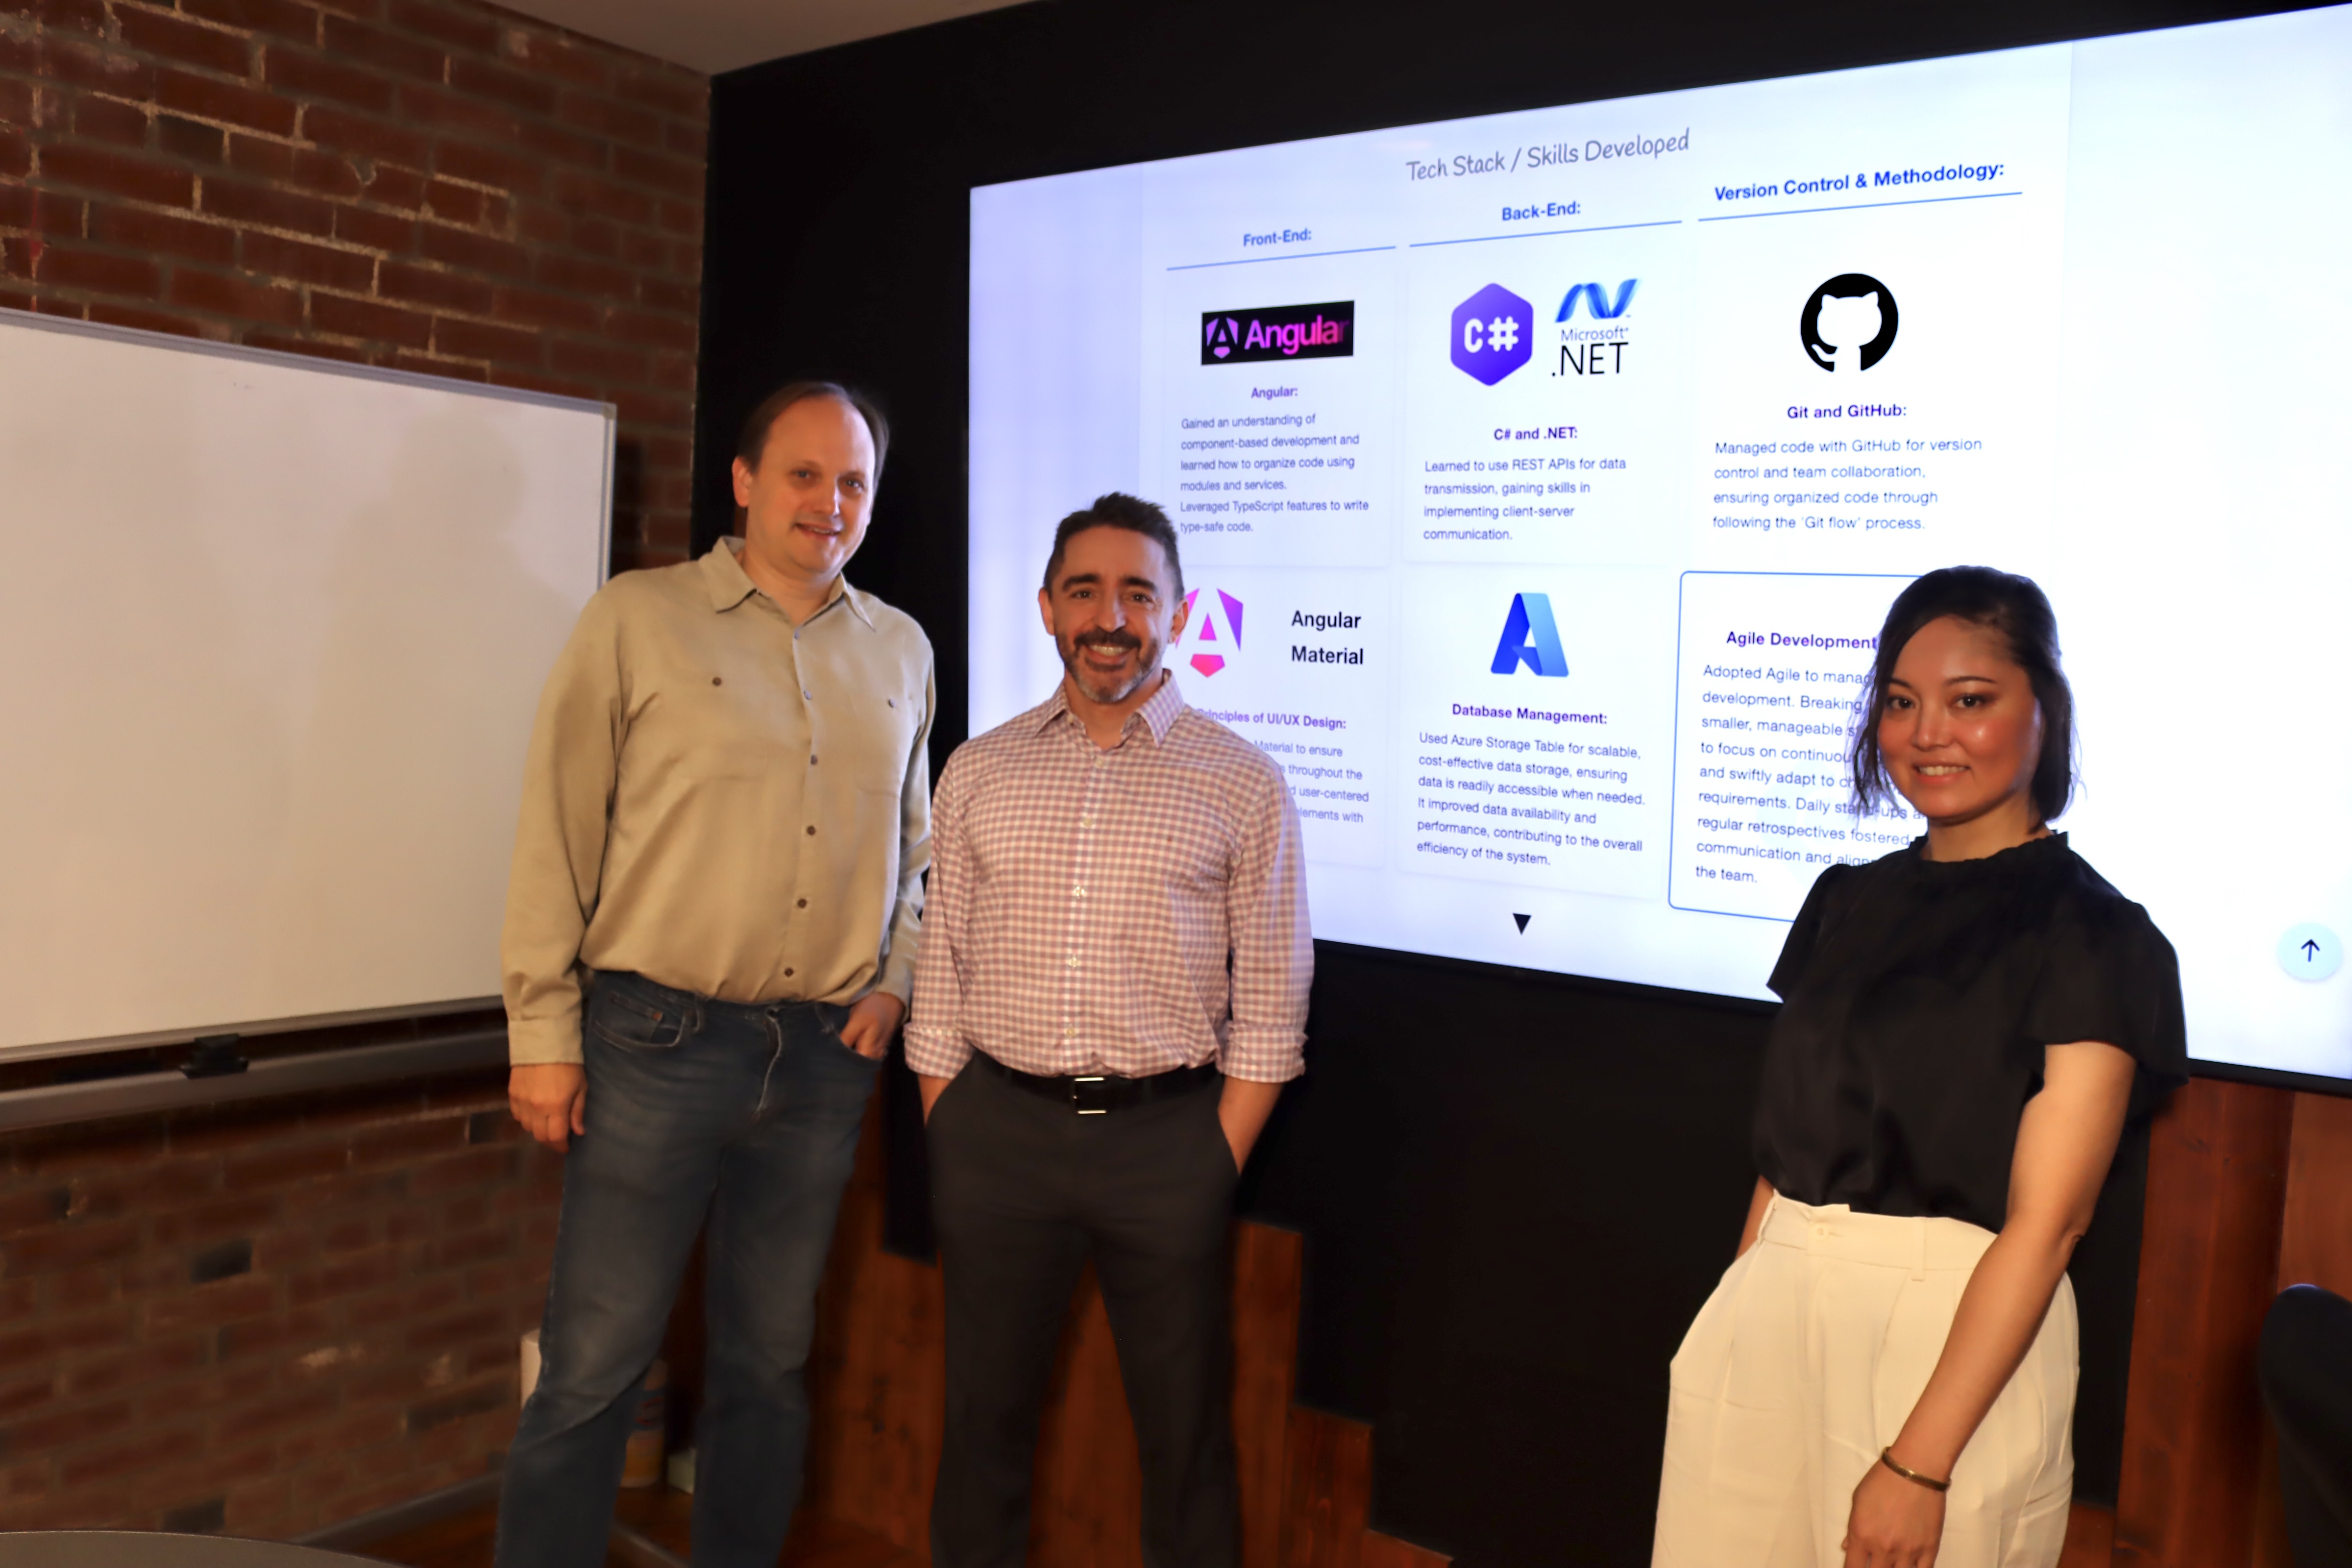 Tech Stack / Skills Developed
Front-End:
Angular
Angular:
Gained an understanding of
component-based development and
learned how to organize code using
modules and services.
Leveraged TypeScript features to write
type-safe code.
Angular
Material
Principles of UI/UX Design:
Material to ensure
throughout the
user-centered
elements with
Back-End:
C#
Microsoft
.NET
C# and .NET:
Learned to use REST APIs for data
transmission, gaining skills in
implementing client-server
communication.
Database Management:
Used Azure Storage Table for scalable,
cost-effective data storage, ensuring
data is readily accessible when needed.
It improved data availability and
performance, contributing to the overall
efficiency of the system.
Version Control & Methodology:
Git and GitHub:
Managed code with GitHub for version
control and team collaboration,
ensuring organized code through
following the 'Git flow' process.
Agile Development
Adopted Agile to
development. Breaking
smaller, manageable
to focus on
and swiftly adapt to
requirements. Daily stand-ups
regular retrospectives fostered
communication and
the team.